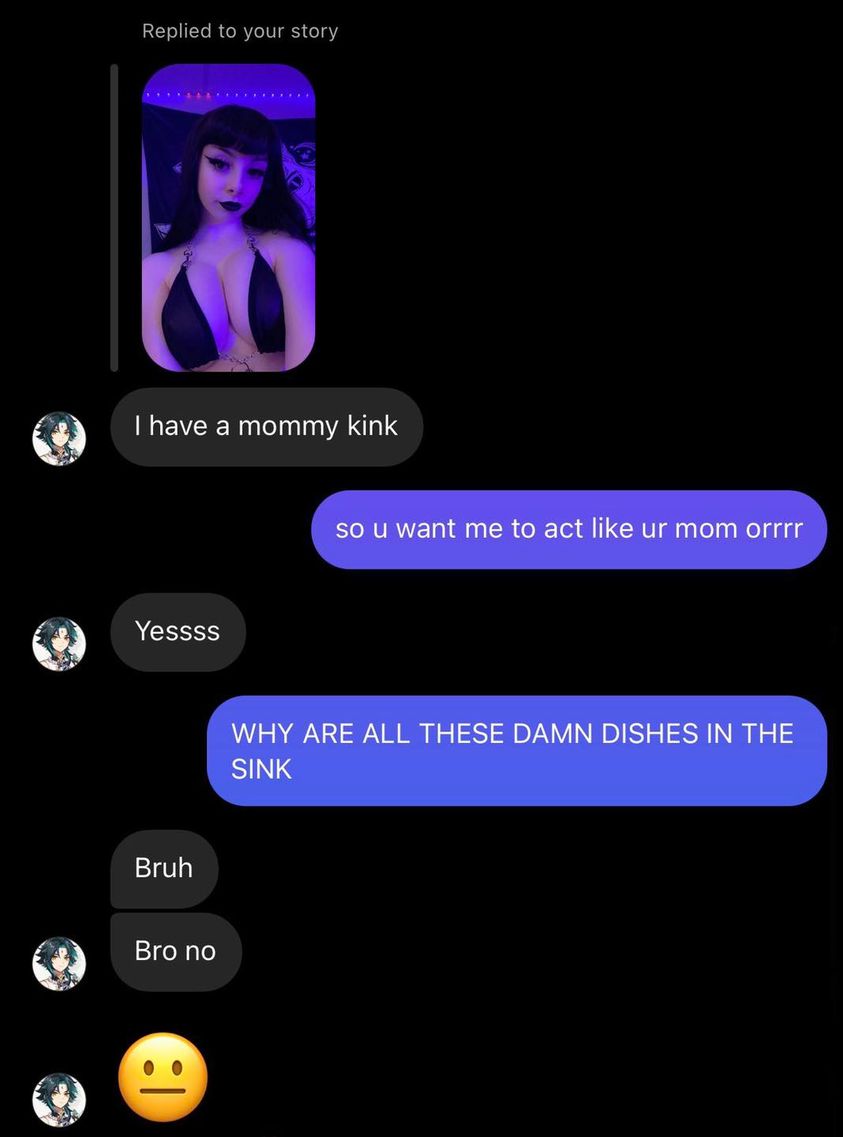 Replied to your story
I have a mommy kink
so u want me to act like ur mom orrrr
Yessss
WHY ARE ALL THESE DAMN DISHES IN THE
SINK
Bruh
Bro no